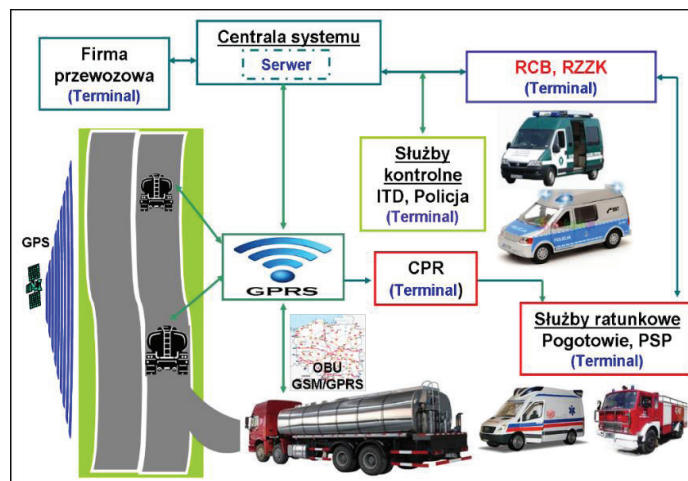 Firma
przewozowa
(Terminal)
Centrala systemu
Serwer
RCB, RZZK
(Terminal)
Służby
kontrolne
ITD, Policja
(Terminal)
GPS
GPRS
CPR
(Terminal)
Służby ratunkowe
Pogotowie, PSP
(Terminal)
OBU
GSM/GPRS
POLICJA